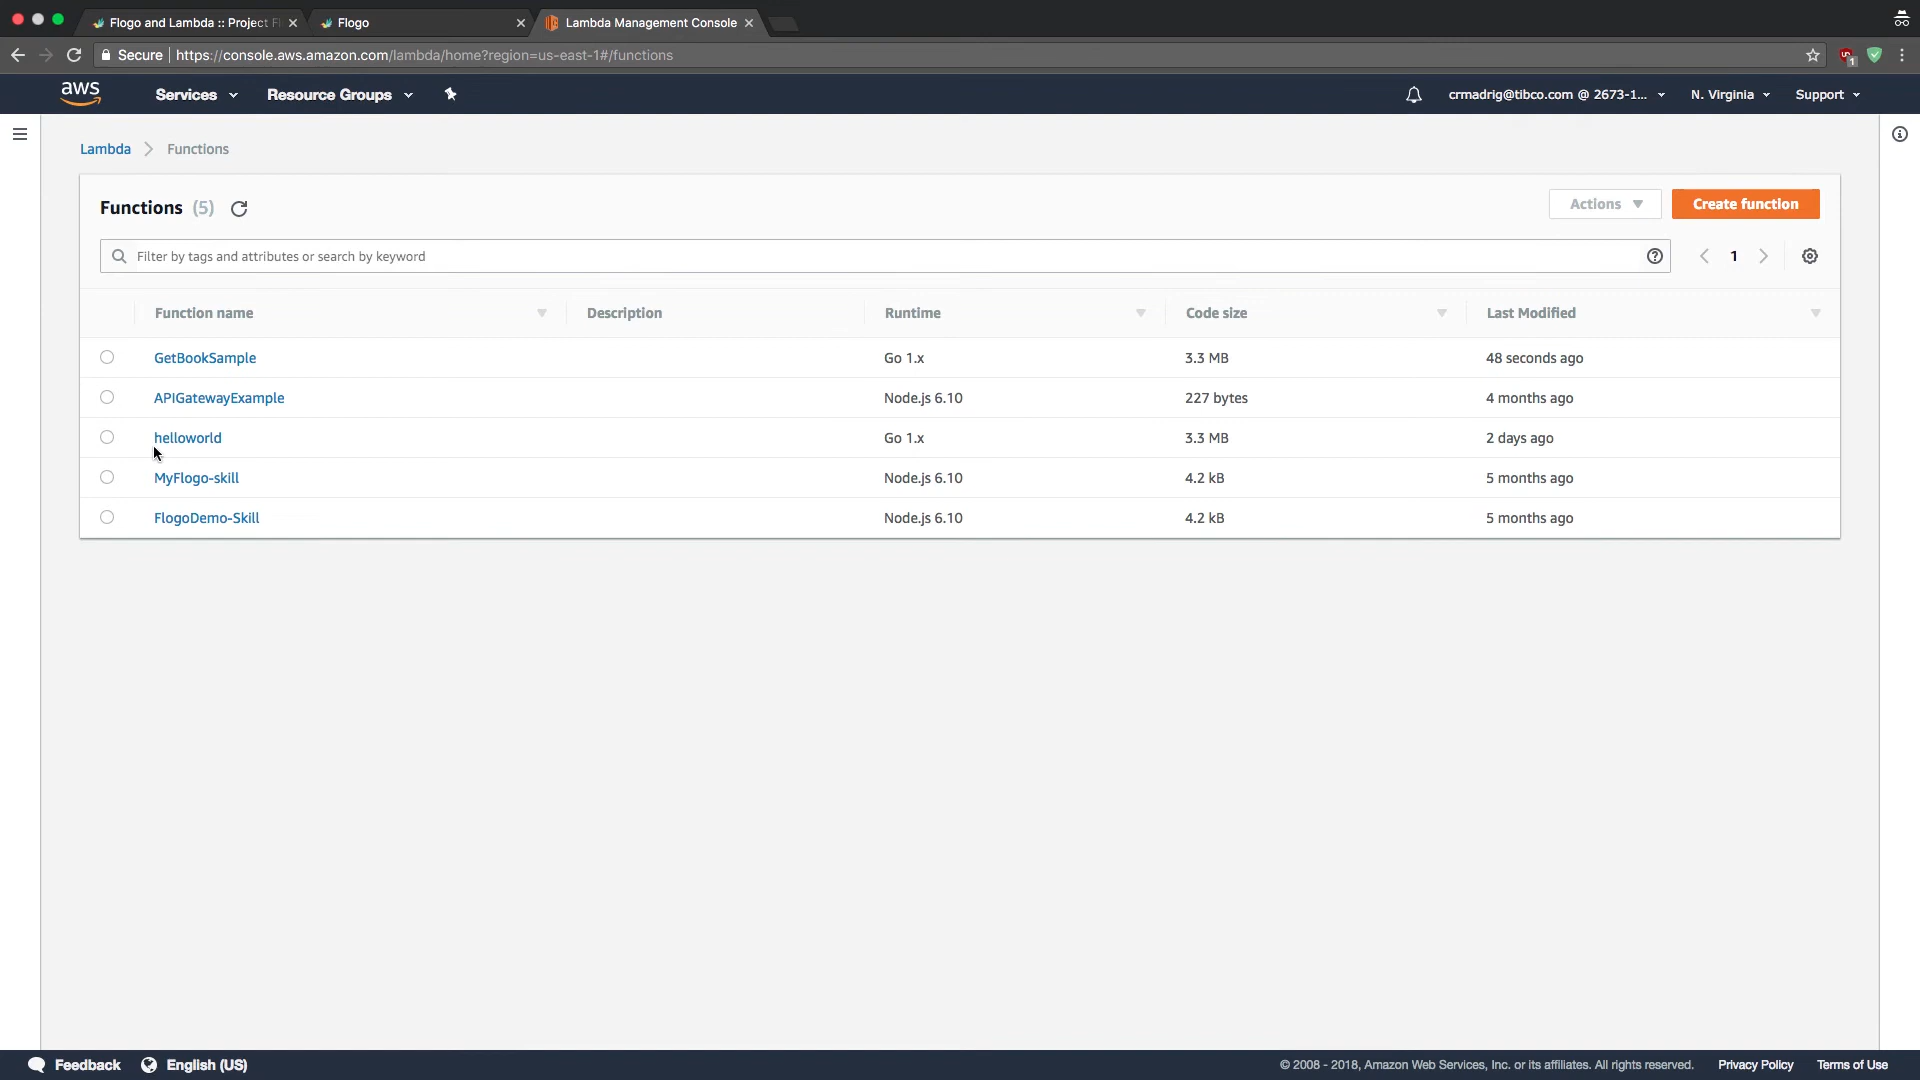 Flogo and Lambda :: Project F
Flogo
Lambda Management Console
Secure
https://console.aws.amazon.com/lambda/home?region=us-east-1#/functions
1
aws
Services
Resource Groups
crmadrig@tibco.com @ 2673-1...
N. Virginia
Support
Lambda
Functions
Functions (5)
Actions
Create function
Filter by tags and attributes or search by keyword
1
Function name Description Runtime Code size Last Modified
GetBookSample Go 1.x 3.3 MB 48 seconds ago
APIGatewayExample Node.js 6.10 227 bytes 4 months ago
helloworld Go 1.x 3.3 MB 2 days ago
MyFlogo-skill Node.js 6.10 4.2 kB 5 months ago
FlogoDemo-Skill Node.js 6.10 4.2 kB 5 months ago
Feedback
English (US)
© 2008 - 2018, Amazon Web Services, Inc. or its affiliates. All rights reserved.
Privacy Policy
Terms of Use